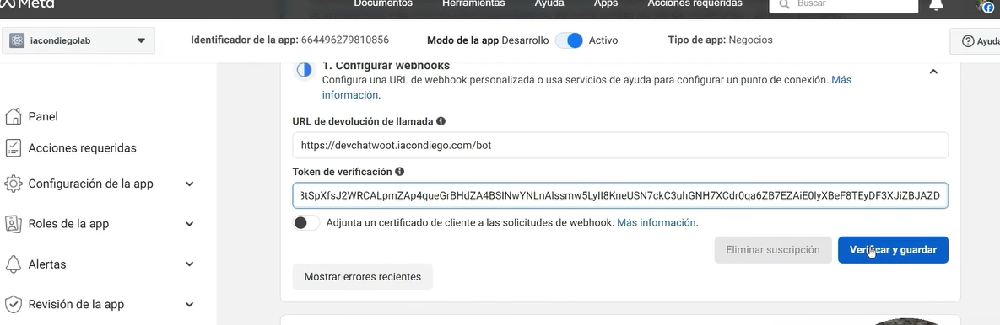 Meta
Documentos Herramientas Ayuda Apps Acciones requeridas Buscar
iacondiegolab Identificador de la app: 664496279810856 Modo de la app Desarrollo Activo Tipo de app: Negocios Ayuda
1. Configurar webhooks
Configura una URL de webhook personalizada o usa servicios de ayuda para configurar un punto de conexión. Más
información.
Panel
Acciones requeridas
Configuración de la app
Roles de la app
Alertas
Revisión de la app
URL de devolución de llamada
https://devchatwoot.iacondiego.com/bot
Token de verificación
3tSpXfsJ2WRCALpmZAp4queGrBHdZA4BSINwYNLnAlssmw5LyII8KneUSN7ckC3uhGNH7XCdr0qa6ZB7EZAiE0lyXBeF8TEyDF3XJiZBJAZD
Adjunta un certificado de cliente a las solicitudes de webhook. Más información.
Eliminar suscripción Verificar y guardar
Mostrar errores recientes